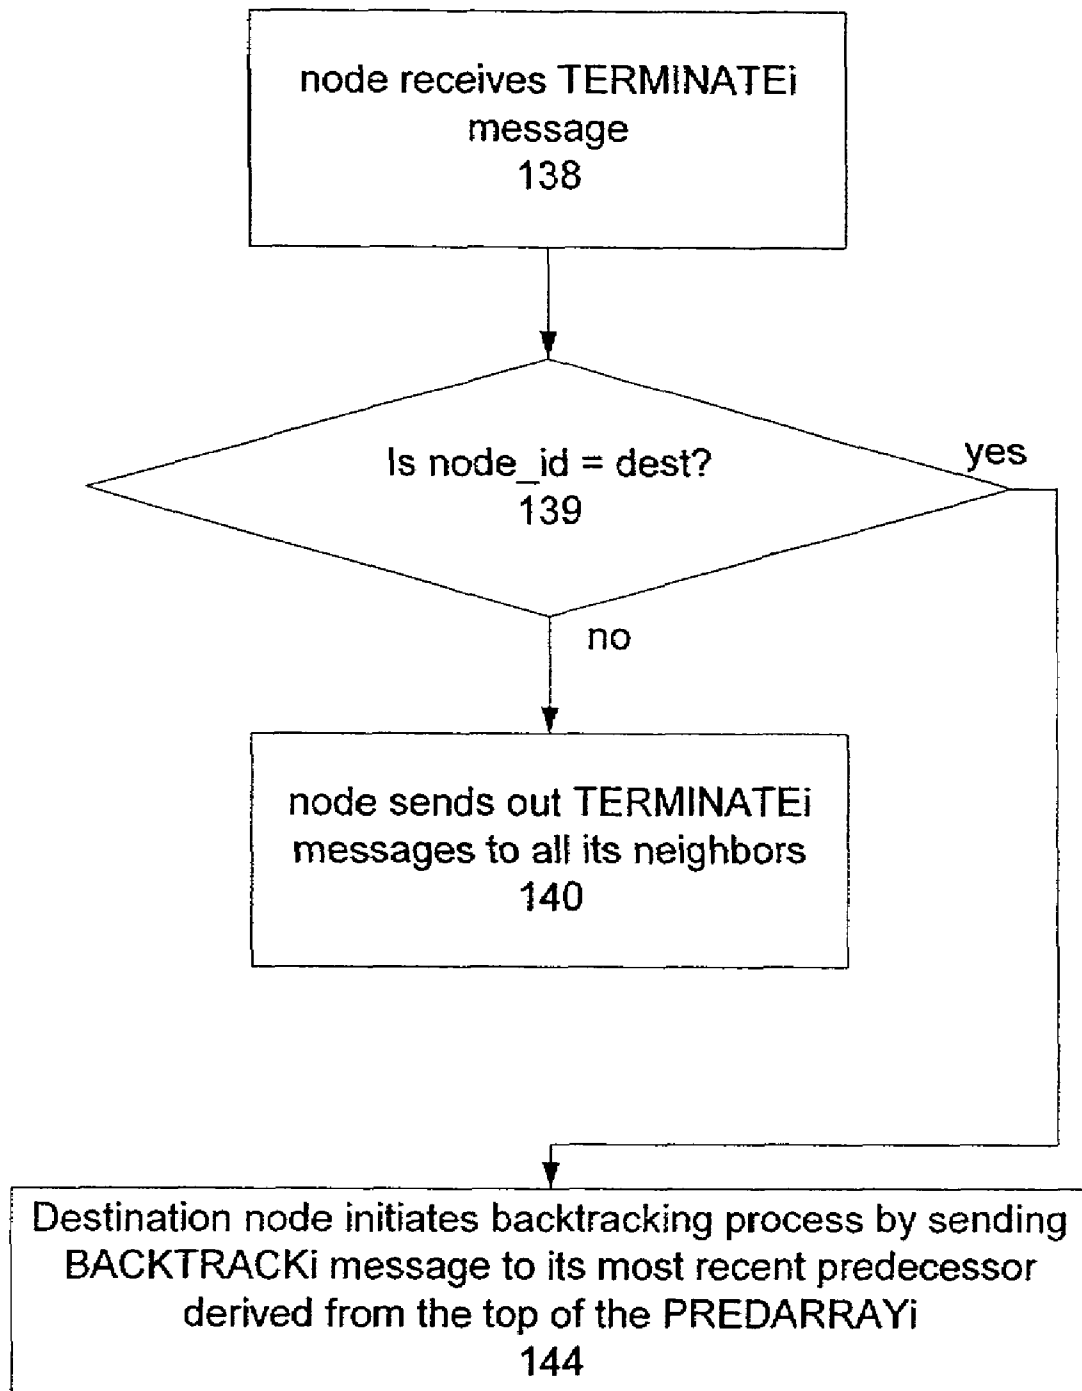 node receives TERMINATEi
message
138
Is node_id = dest?
139
yes
no
node sends out TERMINATEi
messages to all its neighbors
140
Destination node initiates backtracking process by sending
BACKTRACKi message to its most recent predecessor
derived from the top of the PREDARRAYi
144